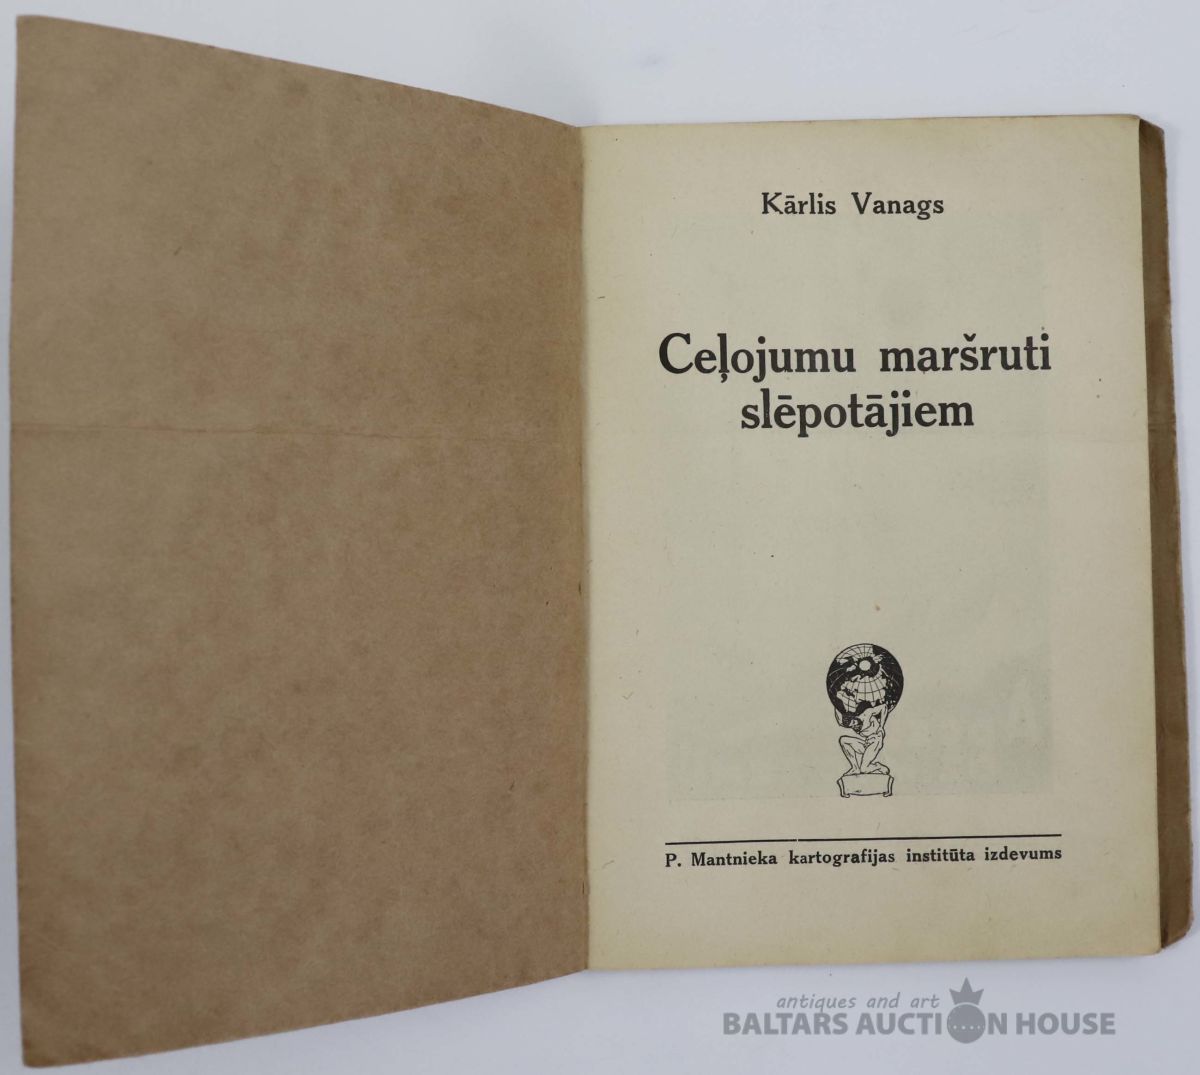 Kārlis Vanags
Ceļojumu maršruti
slēpotājiem
P. Mantnieka kartografijas institūta izdevums
antiques and art
BALTARS AUCTION HOUSE